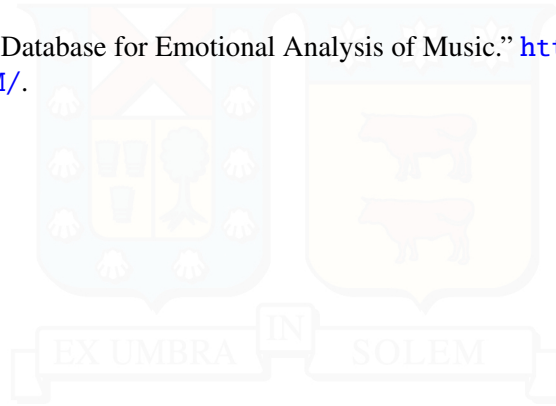 Database for Emotional Analysis of Music.” htt
M/.
EX UMBRA IN SOLEM